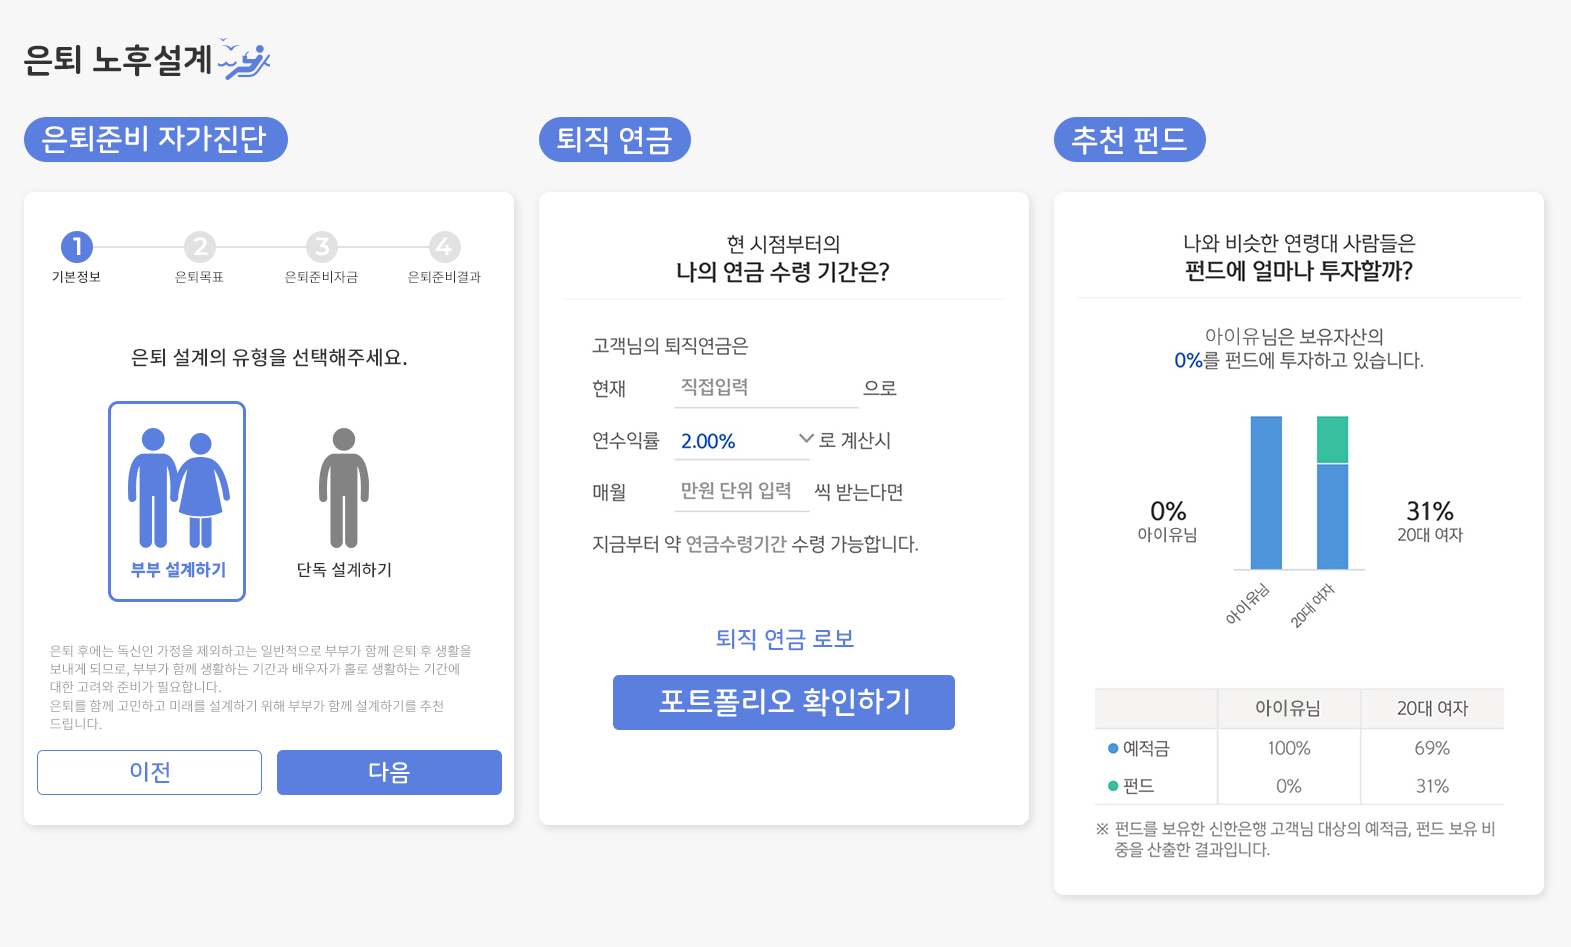 은퇴 노후설계
은퇴준비 자가진단
1
2
3
4
기본정보
은퇴목표
은퇴준비자금
은퇴준비결과
은퇴 설계의 유형을 선택해주세요.
부부 설계하기
단독 설계하기
은퇴 후에는 독신인 가정을 제외하고는 일반적으로 부부가 함께 은퇴 후 생활을
보내게 되므로, 부부가 함께 생활하는 기간과 배우자가 홀로 생활하는 기간에
대한 고려와 준비가 필요합니다.
은퇴를 함께 고민하고 미래를 설계하기 위해 부부가 함께 설계하기를 추천
드립니다.
이전
다음
퇴직 연금
현 시점부터의
나의 연금 수령 기간은?
고객님의 퇴직연금은
현재 직접입력 으로
연수익률 2.00% 로 계산시
매월 만원 단위 입력 씩 받는다면
지금부터 약 연금수령기간 수령 가능합니다.
퇴직 연금 로보
포트폴리오 확인하기
추천 펀드
나와 비슷한 연령대 사람들은
펀드에 얼마나 투자할까?
아이유님은 보유자산의
0%를 펀드에 투자하고 있습니다.
0%
아이유님
31%
20대 여자
아이유님
20대 여자
아이유님 20대 여자
예적금 100% 69%
펀드 0% 31%
※ 펀드를 보유한 신한은행 고객님 대상의 예적금, 펀드 보유 비
중을 산출한 결과입니다.